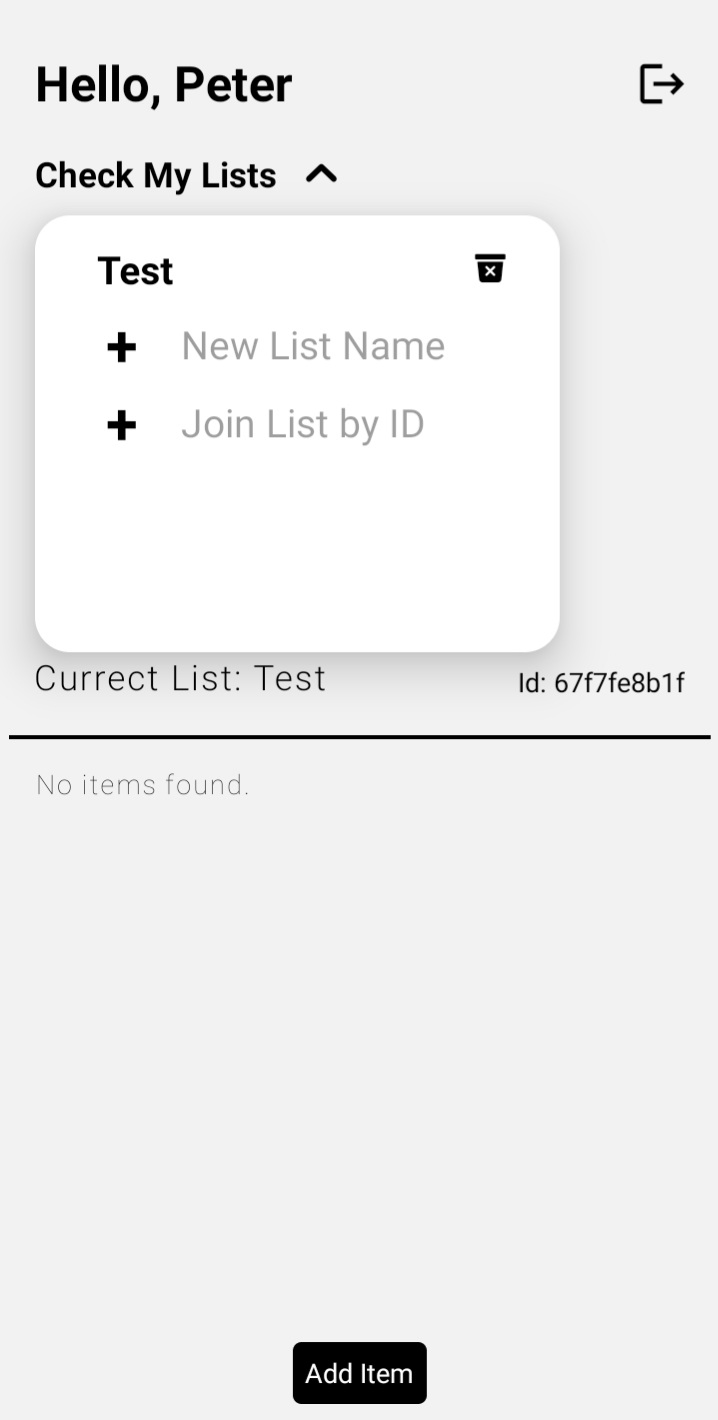 Hello, Peter
Check My Lists
Test
New List Name
Join List by ID
Currect List: Test
Id: 67f7fe8b1f
No items found.
Add Item